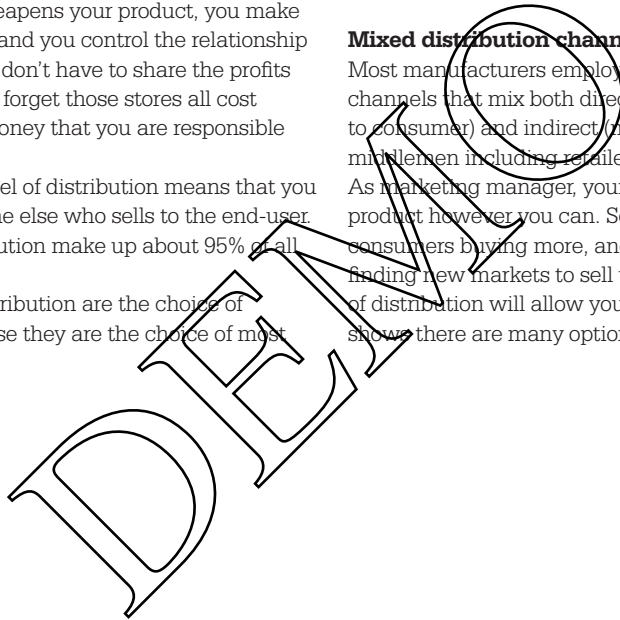 eapens your product, you make
and you control the relationship
don’t have to share the profits
forget those stores all cost
oney that you are responsible
el of distribution means that you
e else who sells to the end-user.
ution make up about 95% of all
ribution are the choice of
se they are the choice of most
Mixed distribution chann
Most manufacturers employ
channels that mix both direc
to consumer) and indirect (m
middlemen including retaile
As marketing manager, your
product however you can. So
consumers buying more, and
finding new markets to sell
of distribution will allow you
shows there are many option
DEMO